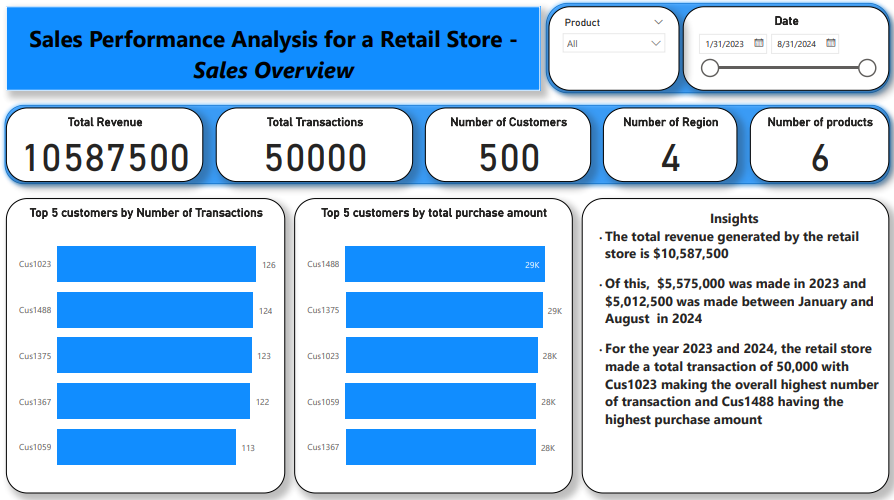 Sales Performance Analysis for a Retail Store -
Sales Overview
Product
All
Date
1/31/2023
8/31/2024
Total Revenue
10587500
Total Transactions
50000
Number of Customers
500
Number of Region
4
Number of products
6
Top 5 customers by Number of Transactions
Cus1023 126
Cus1488 124
Cus1375 123
Cus1367 122
Cus1059 113
Top 5 customers by total purchase amount
Cus1488 29K
Cus1375 29K
Cus1023 28K
Cus1059 28K
Cus1367 28K
Insights
· The total revenue generated by the retail
store is $10,587,500
· Of this, $5,575,000 was made in 2023 and
$5,012,500 was made between January and
August in 2024
· For the year 2023 and 2024, the retail store
made a total transaction of 50,000 with
Cus1023 making the overall highest number
of transaction and Cus1488 having the
highest purchase amount